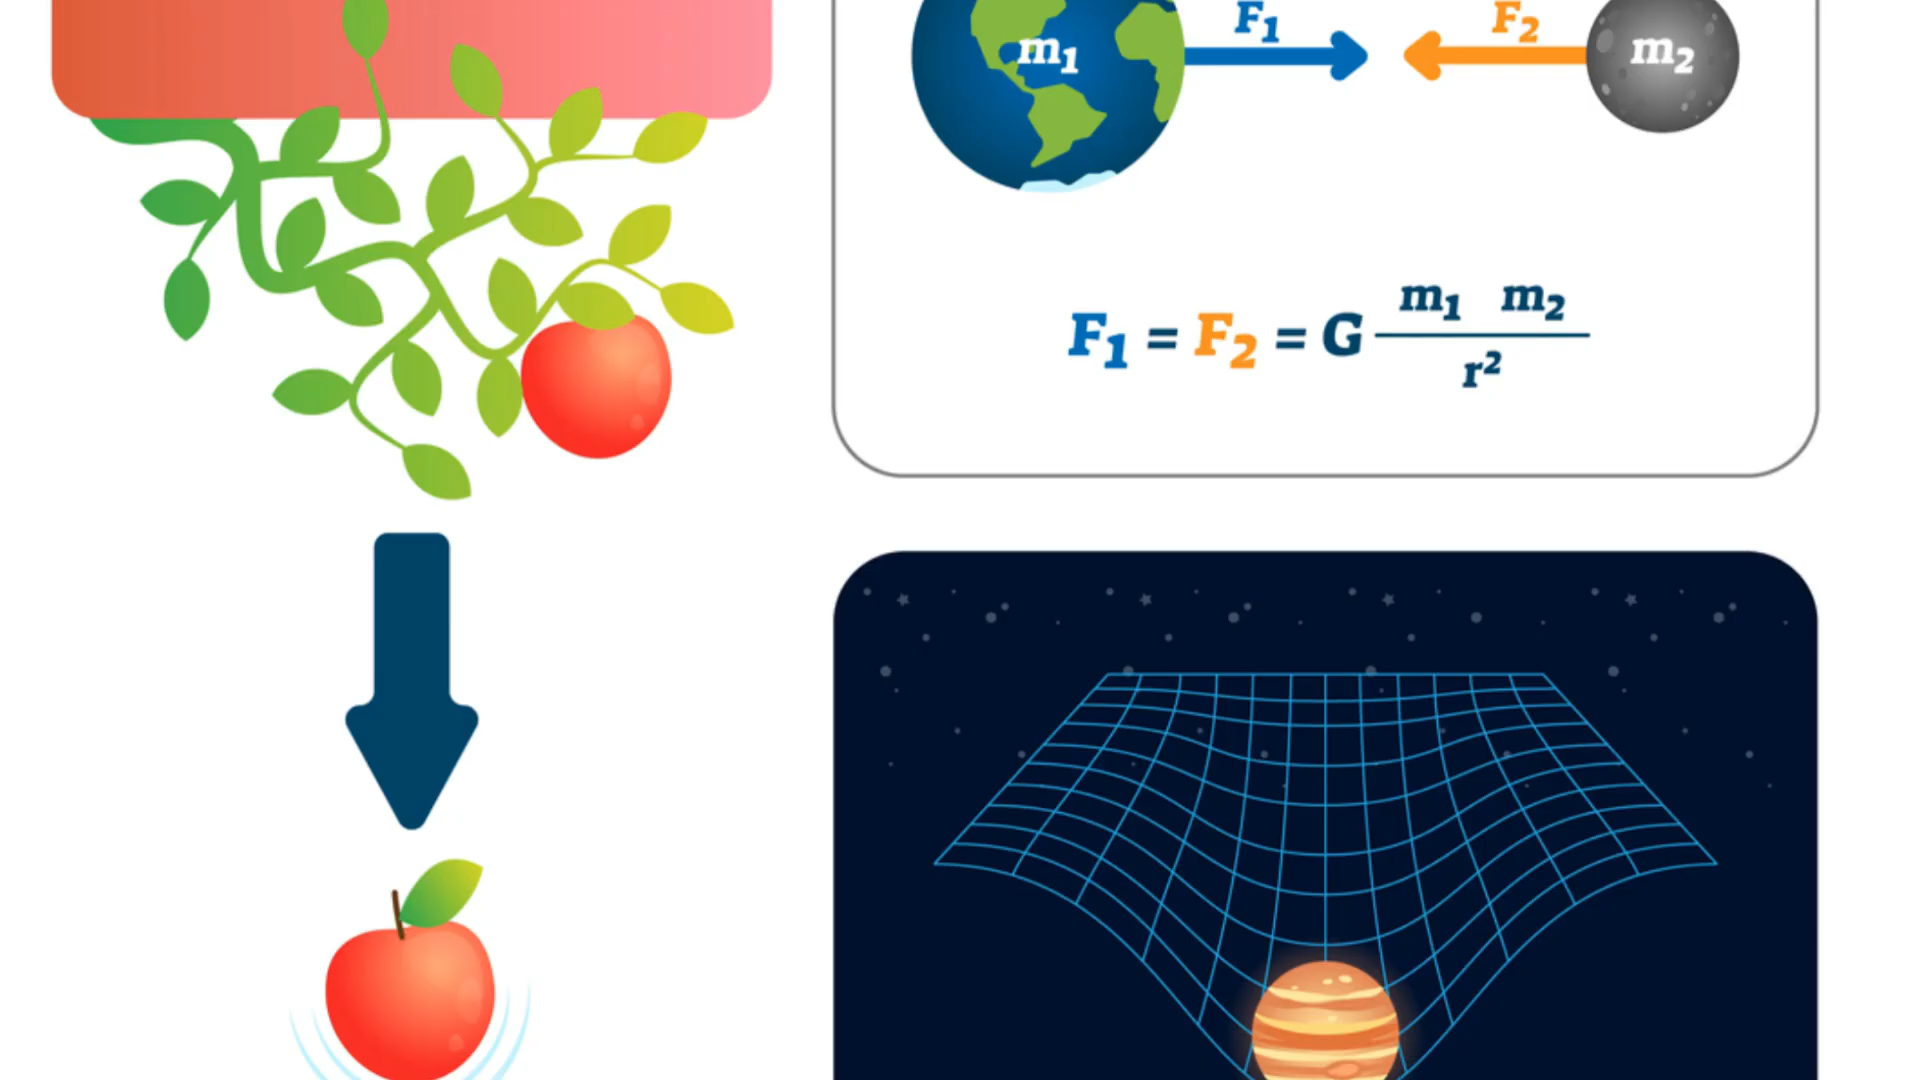 F₁ F₂
m₁ m₂
F₁ = F₂ = G m₁ m₂
r²